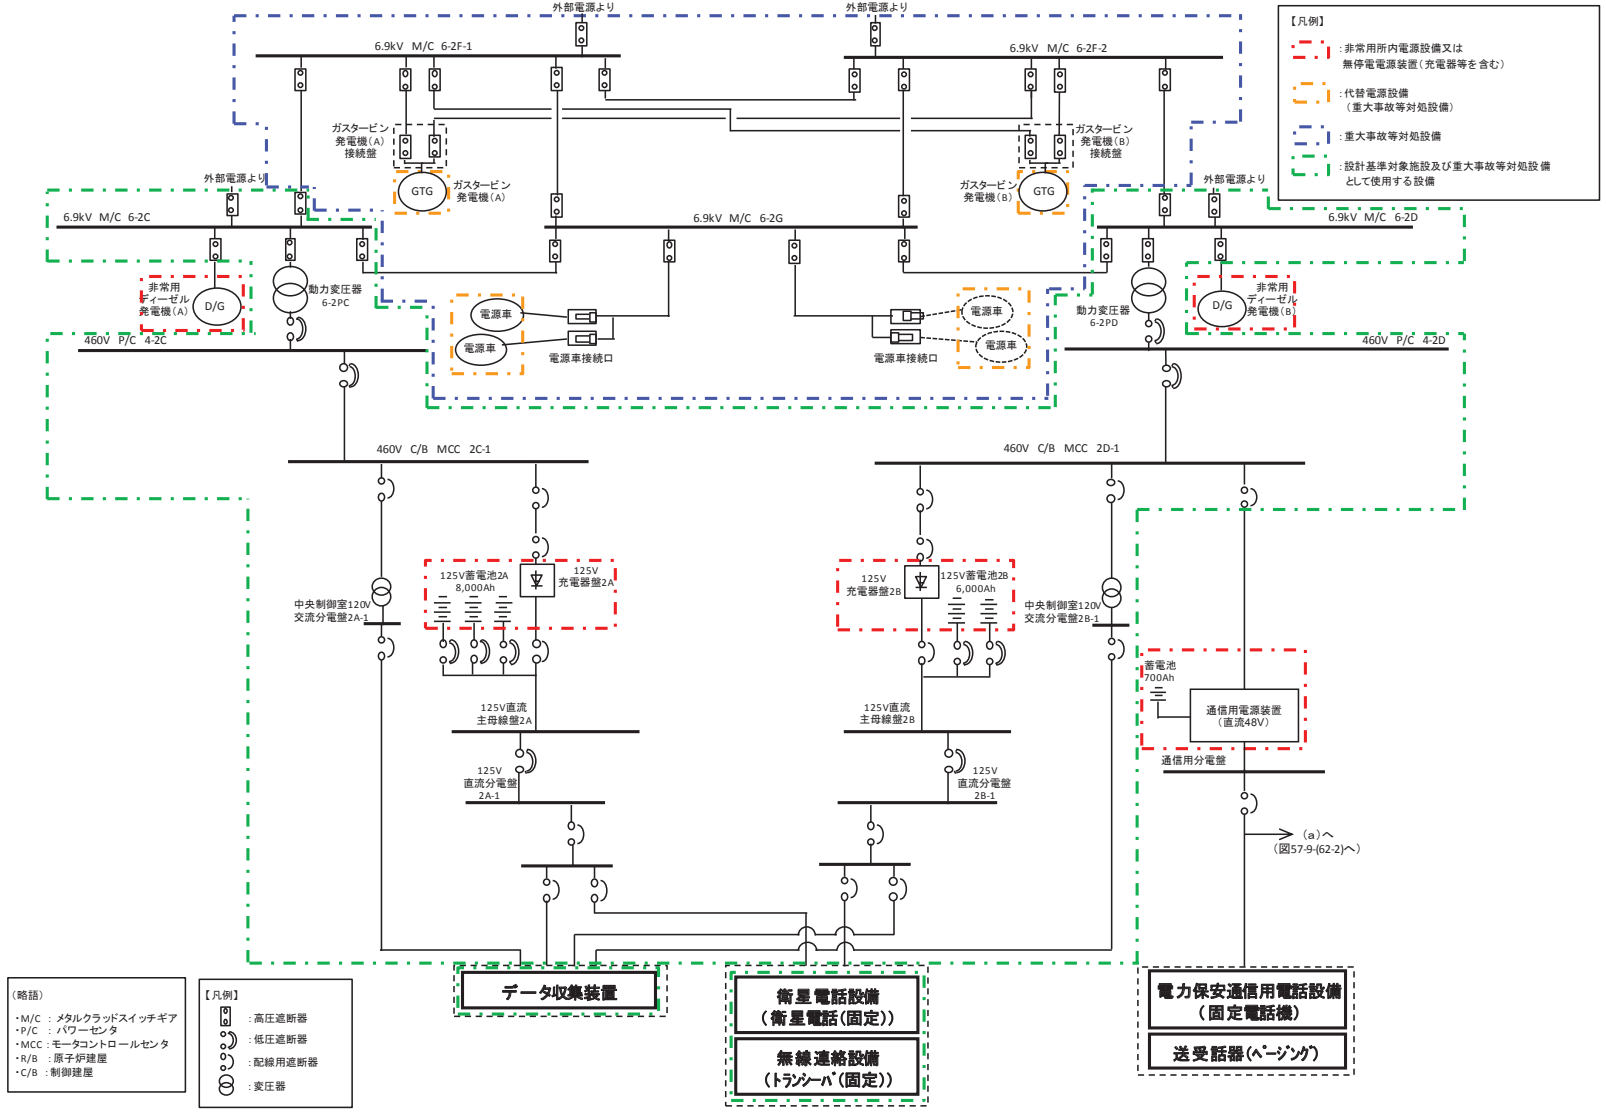 外部電源より
外部電源より
6.9kV M/C 6-2F-1
6.9kV M/C 6-2F-2
【凡例】
：非常用所内電源設備又は
無停電電源装置(充電器等を含む)
：代替電源設備
(重大事故等対処設備)
：重大事故等対処設備
：設計基準対象施設及び重大事故等対処設備
として使用する設備
ガスタービン
発電機(A)
接続盤
ガスタービン
発電機(B)
接続盤
GTG
ガスタービン
発電機(A)
ガスタービン
発電機(B)
GTG
外部電源より
外部電源より
6.9kV M/C 6-2C
6.9kV M/C 6-2G
6.9kV M/C 6-2D
非常用
ディーゼル
発電機(A)
D/G
動力変圧器
6-2PC
電源車
電源車
電源車接続口
電源車
電源車
電源車接続口
動力変圧器
6-2PD
D/G
非常用
ディーゼル
発電機(B)
460V P/C 4-2C
460V P/C 4-2D
460V C/B MCC 2C-1
460V C/B MCC 2D-1
125V蓄電池2A
8,000Ah
125V
充電器盤2A
125V
充電器盤2B
125V蓄電池2B
6,000Ah
中央制御室120V
交流分電盤2A-1
中央制御室120V
交流分電盤2B-1
蓄電池
700Ah
通信用電源装置
(直流48V)
通信用分電盤
125V直流
主母線盤2A
125V直流
主母線盤2B
125V
直流分電盤
2A-1
125V
直流分電盤
2B-1
(a)へ
(図57-9-(62-2)へ)
データ収集装置
衛星電話設備
(衛星電話(固定))
無線連絡設備
(トランシーバ(固定))
電力保安通信用電話設備
(固定電話機)
送受話器(ページング)
(略語)
・M/C ：メタルクラッドスイッチギア
・P/C ：パワーセンタ
・MCC：モータコントロールセンタ
・R/B ：原子炉建屋
・C/B ：制御建屋
【凡例】
：高圧遮断器
：低圧遮断器
：配線用遮断器
：変圧器